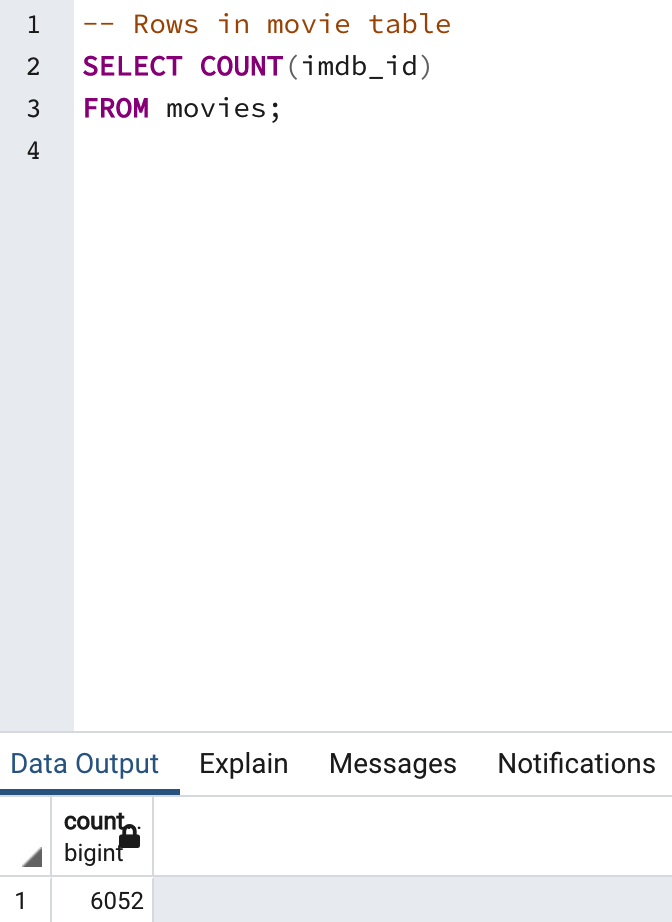 1 -- Rows in movie table
2 SELECT COUNT(imdb_id)
3 FROM movies;
4
Data Output Explain Messages Notifications
count..
bigint
1 6052